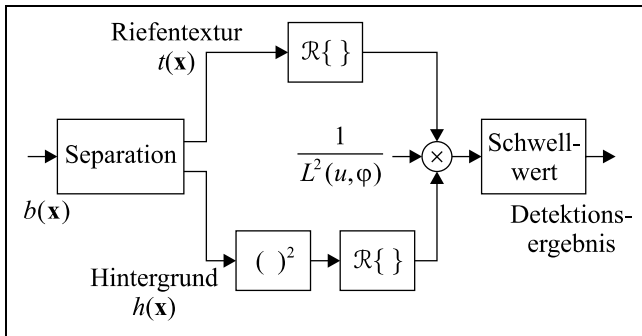 Riefentextur
t(x)
ℛ{ }
Separation
b(x)
1
L²(u,φ)
×
Schwell-
wert
Detektions-
ergebnis
Hintergrund
h(x)
( )²
ℛ{ }